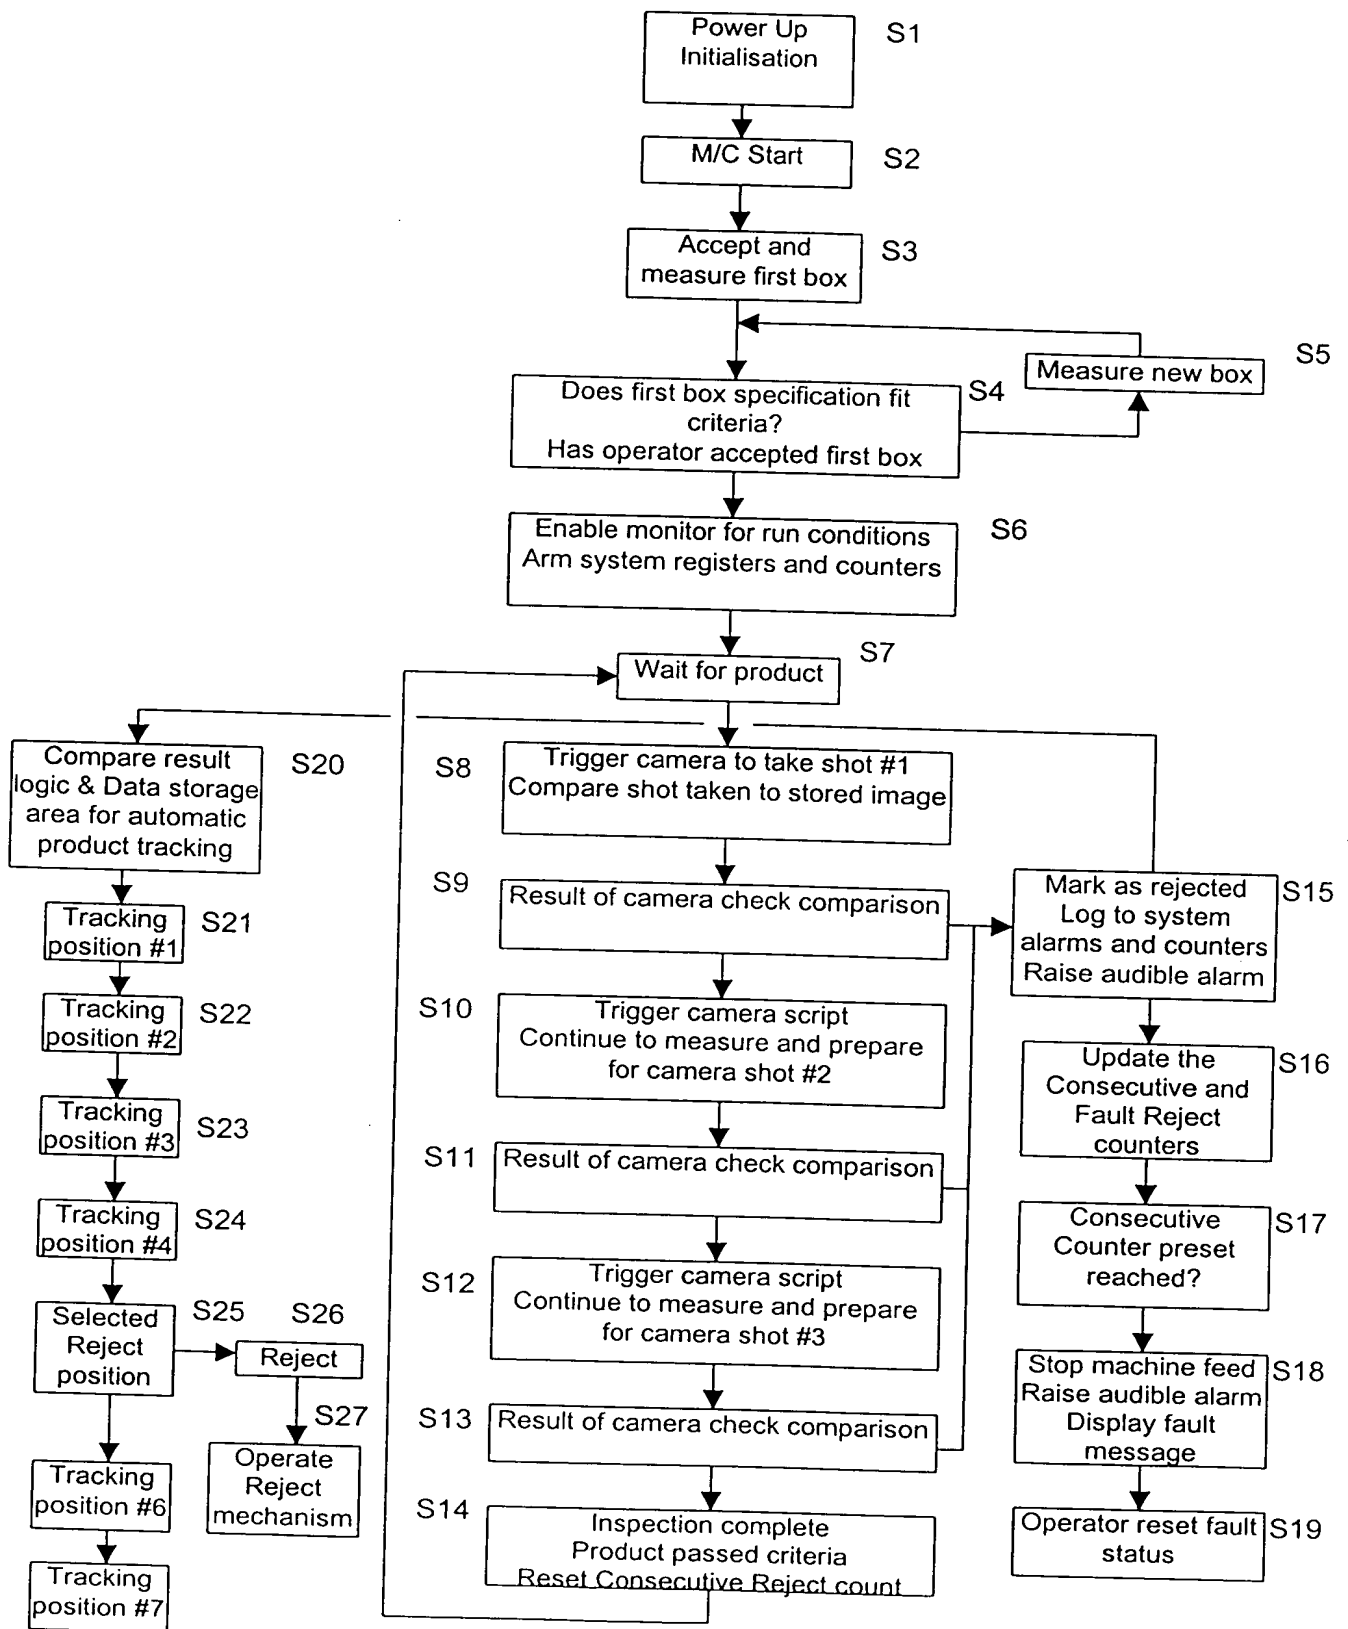 Power Up
Initialisation
S1
M/C Start
S2
Accept and
measure first box
S3
Does first box specification fit
criteria?
Has operator accepted first box
S4
Measure new box
S5
Enable monitor for run conditions
Arm system registers and counters
S6
Wait for product
S7
Trigger camera to take shot #1
Compare shot taken to stored image
S8
Result of camera check comparison
S9
Trigger camera script
Continue to measure and prepare
for camera shot #2
S10
Result of camera check comparison
S11
Trigger camera script
Continue to measure and prepare
for camera shot #3
S12
Result of camera check comparison
S13
Inspection complete
Product passed criteria
Reset Consecutive Reject count
S14
Mark as rejected
Log to system
alarms and counters
Raise audible alarm
S15
Update the
Consecutive and
Fault Reject
counters
S16
Consecutive
Counter preset
reached?
S17
Stop machine feed
Raise audible alarm
Display fault
message
S18
Operator reset fault
status
S19
Compare result
logic & Data storage
area for automatic
product tracking
S20
Tracking
position #1
S21
Tracking
position #2
S22
Tracking
position #3
S23
Tracking
position #4
S24
Selected
Reject
position
S25
Reject
S26
Operate
Reject
mechanism
S27
Tracking
position #6
Tracking
position #7